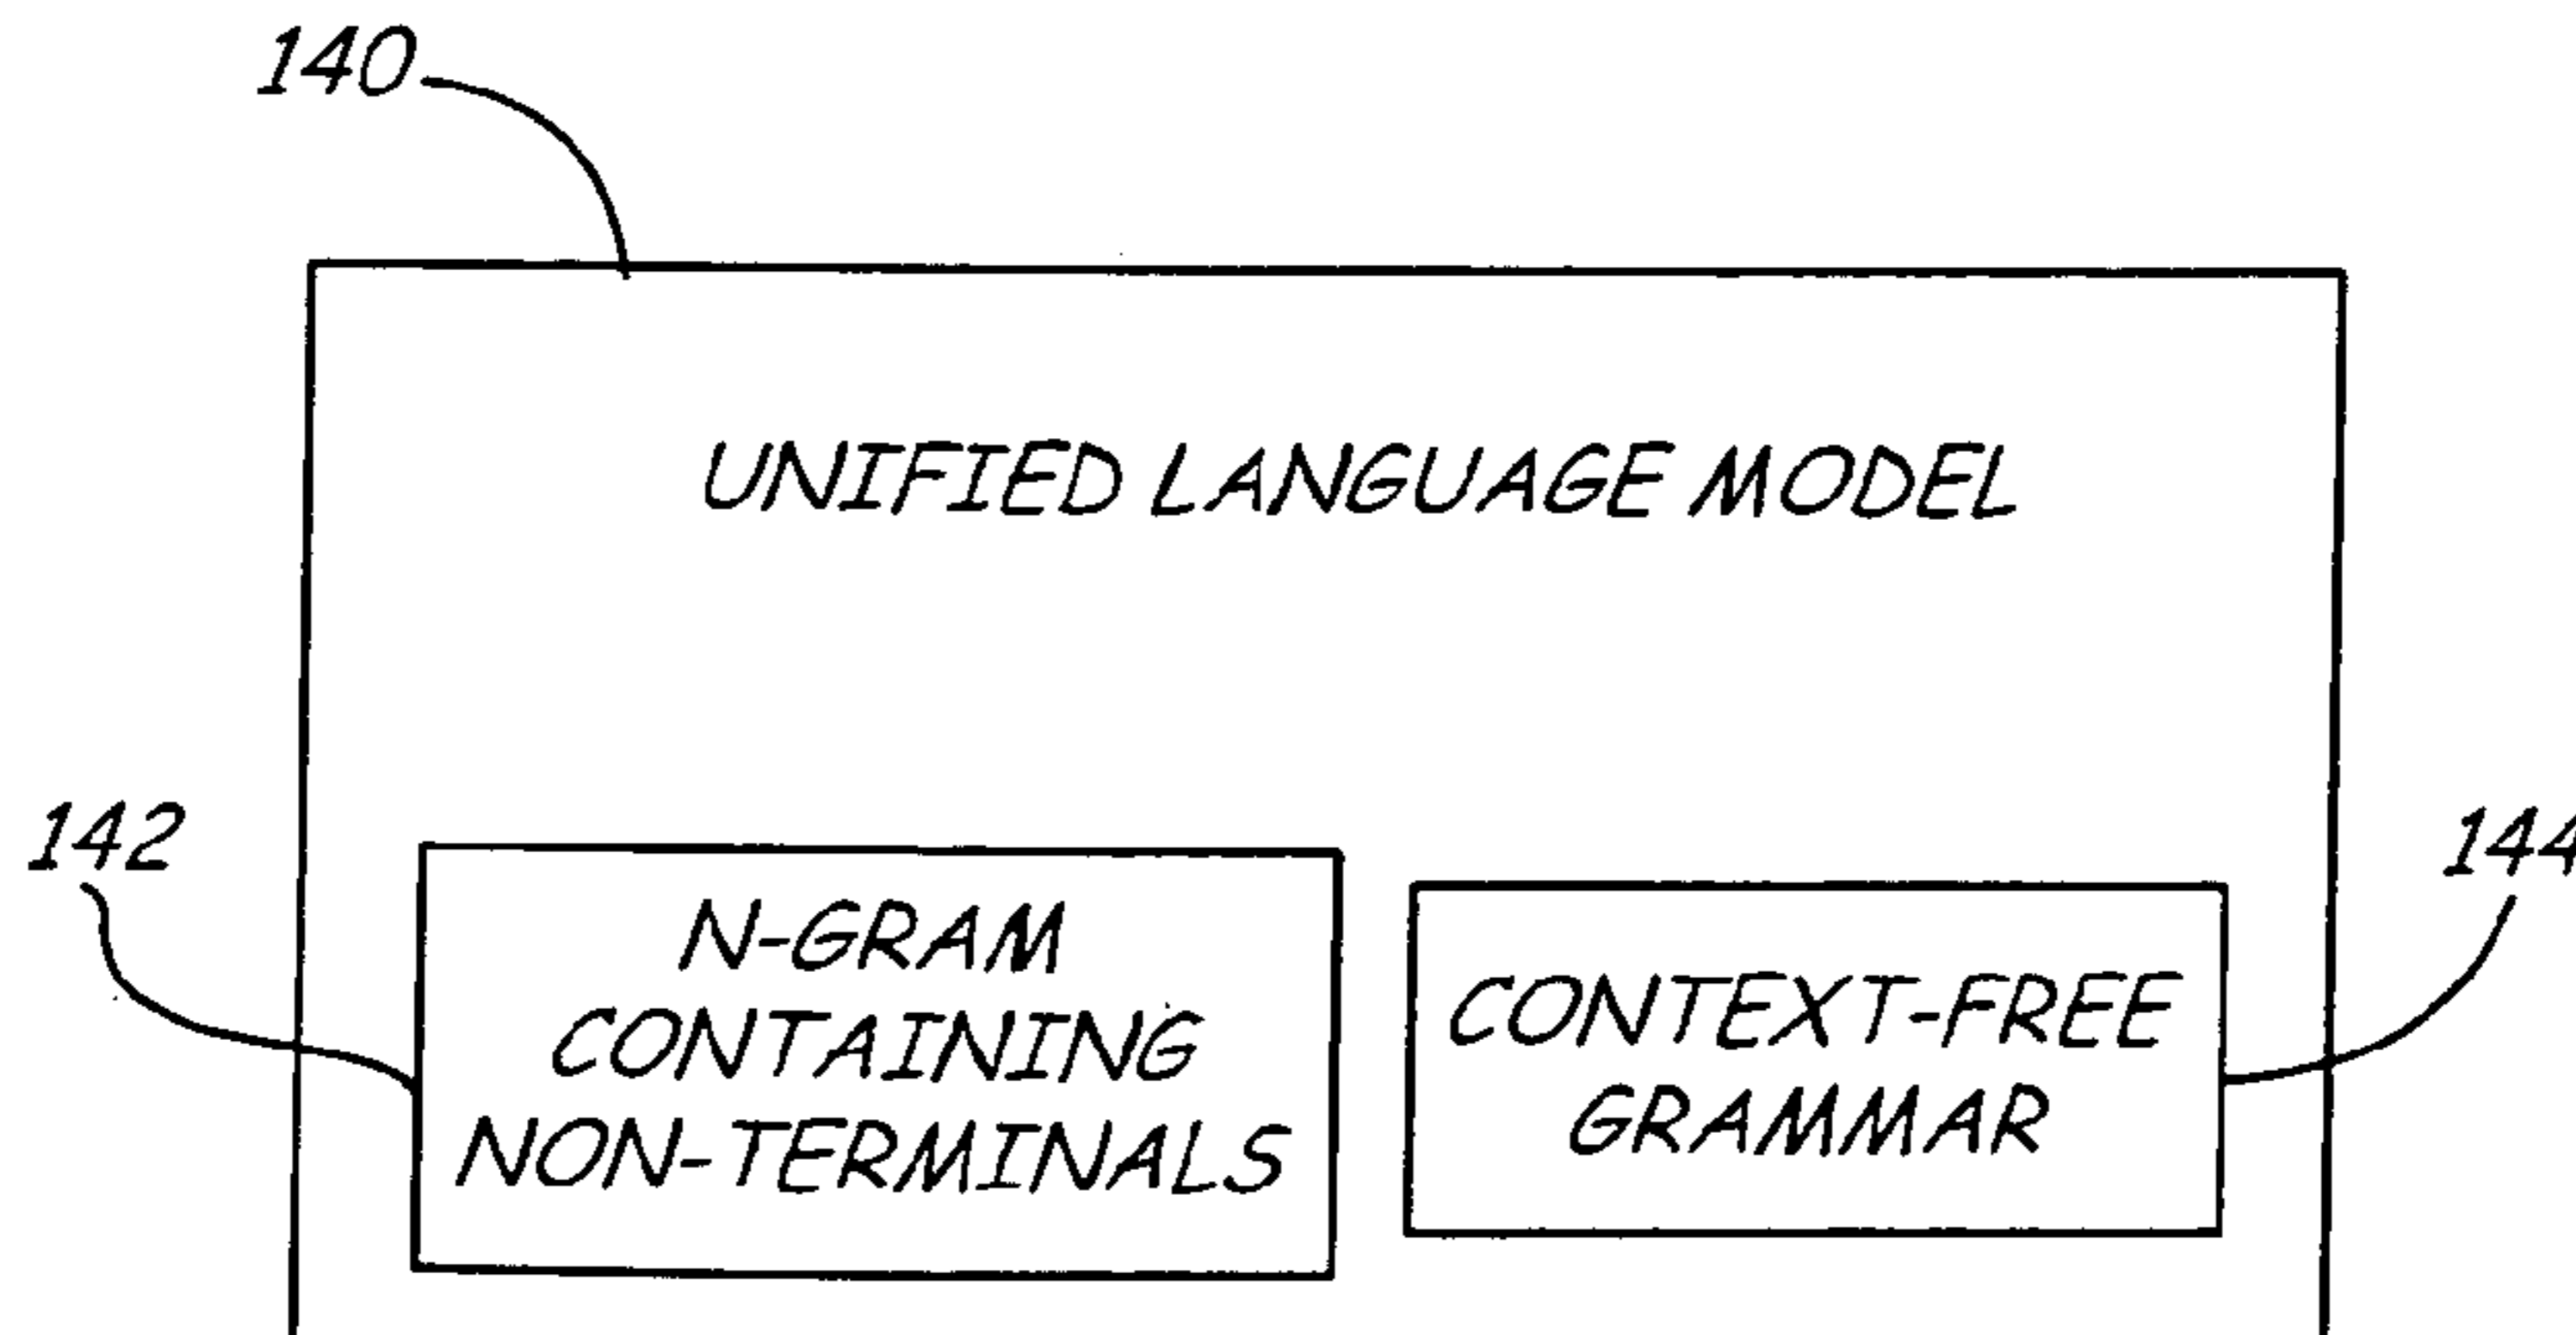 140
UNIFIED LANGUAGE MODEL
142
144
N-GRAM
CONTAINING
NON-TERMINALS
CONTEXT-FREE
GRAMMAR